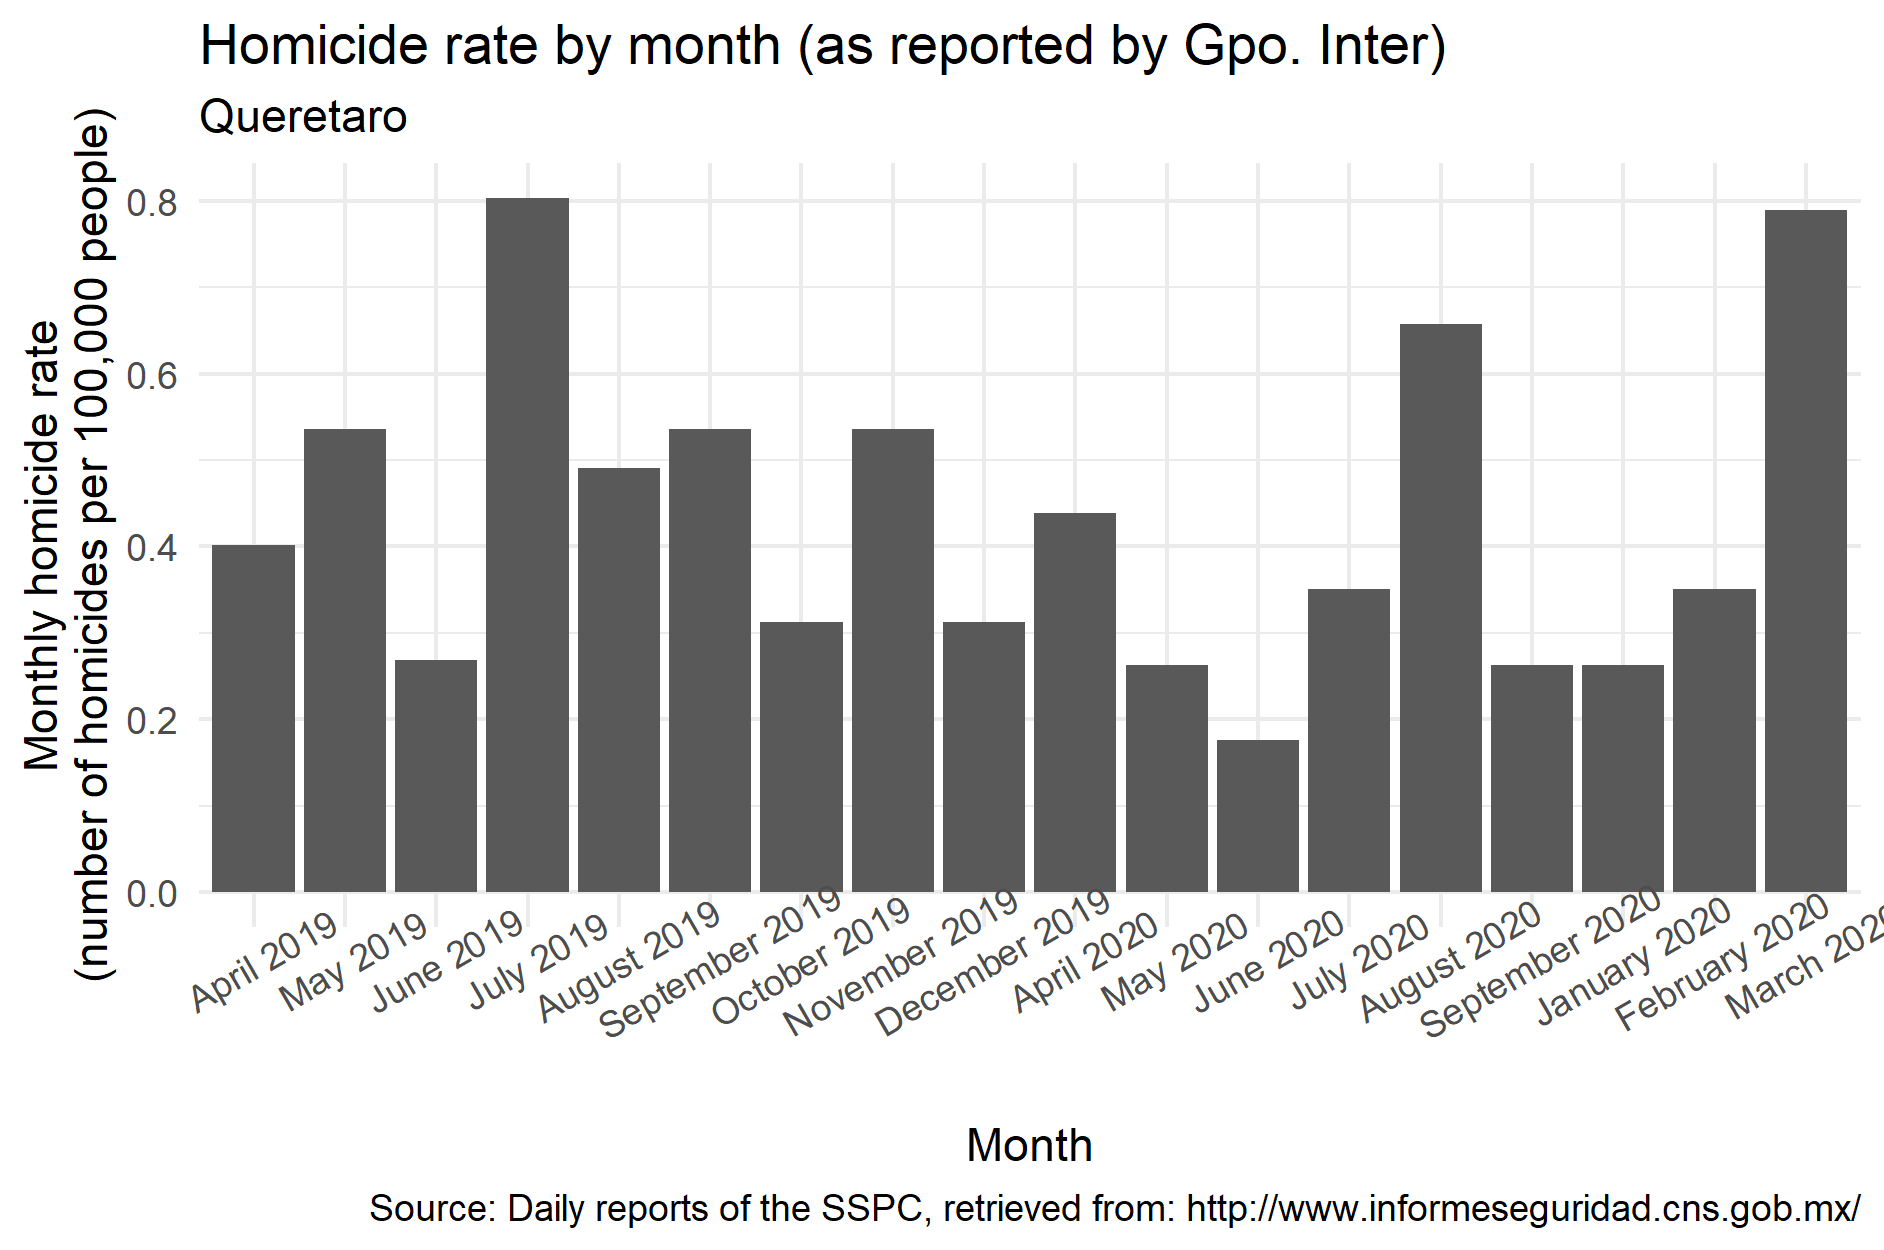 Homicide rate by month (as reported by Gpo. Inter)
Queretaro
Monthly homicide rate
(number of homicides per 100,000 people)
0.8
0.6
0.4
0.2
0.0
April 2019
May 2019
June 2019
July 2019
August 2019
September 2019
October 2019
November 2019
December 2019
April 2020
May 2020
June 2020
July 2020
August 2020
September 2020
January 2020
February 2020
March 2020
Month
Source: Daily reports of the SSPC, retrieved from: http://www.informeseguridad.cns.gob.mx/